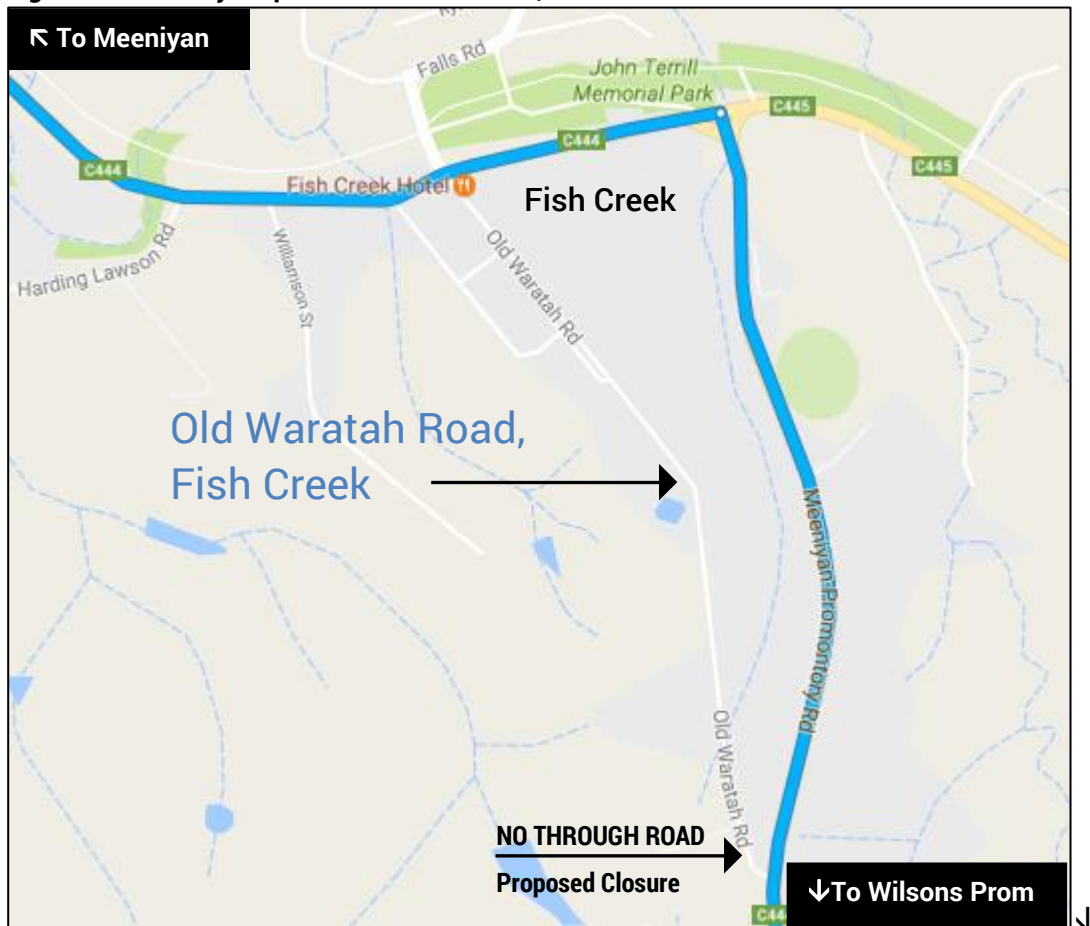 ↖ To Meeniyan
Falls Rd
John Terrill
Memorial Park
C445
C444
C444
C445
Fish Creek Hotel
Fish Creek
Harding Lawson Rd
Williamson St
Old Waratah Rd
Old Waratah Road,
Fish Creek
Meeniyan-Promontory Rd
Old Waratah Rd
NO THROUGH ROAD
Proposed Closure
↓To Wilsons Prom